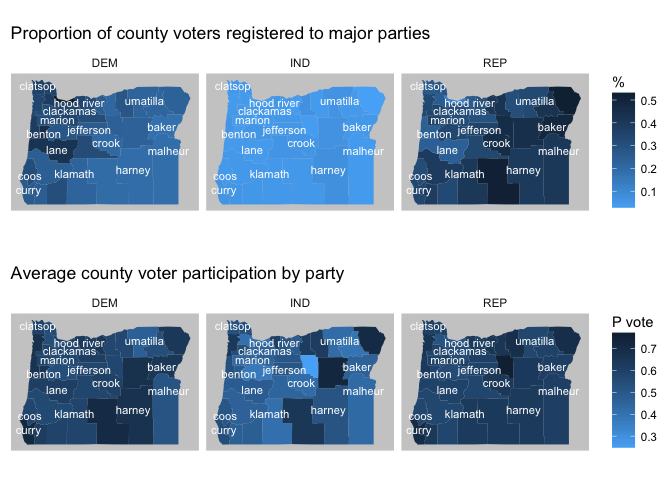 Proportion of county voters registered to major parties
DEM
IND
REP
clatsop
hood river
umatilla
clackamas
marion
benton
jefferson
baker
crook
lane
malheur
coos
klamath
harney
curry
clatsop
hood river
umatilla
clackamas
marion
benton
jefferson
baker
crook
lane
malheur
coos
klamath
harney
curry
clatsop
hood river
umatilla
clackamas
marion
benton
jefferson
baker
crook
lane
malheur
coos
klamath
harney
curry
%
0.5
0.4
0.3
0.2
0.1
Average county voter participation by party
DEM
IND
REP
clatsop
hood river
umatilla
clackamas
marion
benton
jefferson
baker
crook
lane
malheur
coos
klamath
harney
curry
clatsop
hood river
umatilla
clackamas
marion
benton
jefferson
baker
crook
lane
malheur
coos
klamath
harney
curry
clatsop
hood river
umatilla
clackamas
marion
benton
jefferson
baker
crook
lane
malheur
coos
klamath
harney
curry
P vote
0.7
0.6
0.5
0.4
0.3